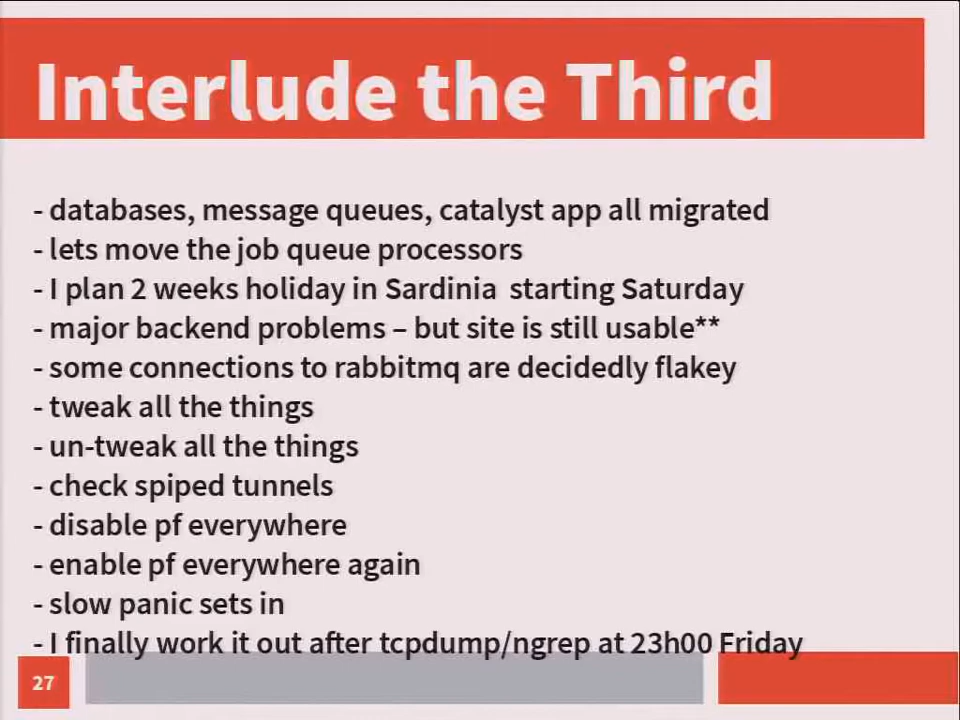 Interlude the Third
- databases, message queues, catalyst app all migrated
- lets move the job queue processors
- I plan 2 weeks holiday in Sardinia  starting Saturday
- major backend problems – but site is still usable**
- some connections to rabbitmq are decidedly flakey
- tweak all the things
- un-tweak all the things
- check spiped tunnels
- disable pf everywhere
- enable pf everywhere again
- slow panic sets in
- I finally work it out after tcpdump/ngrep at 23h00 Friday
27